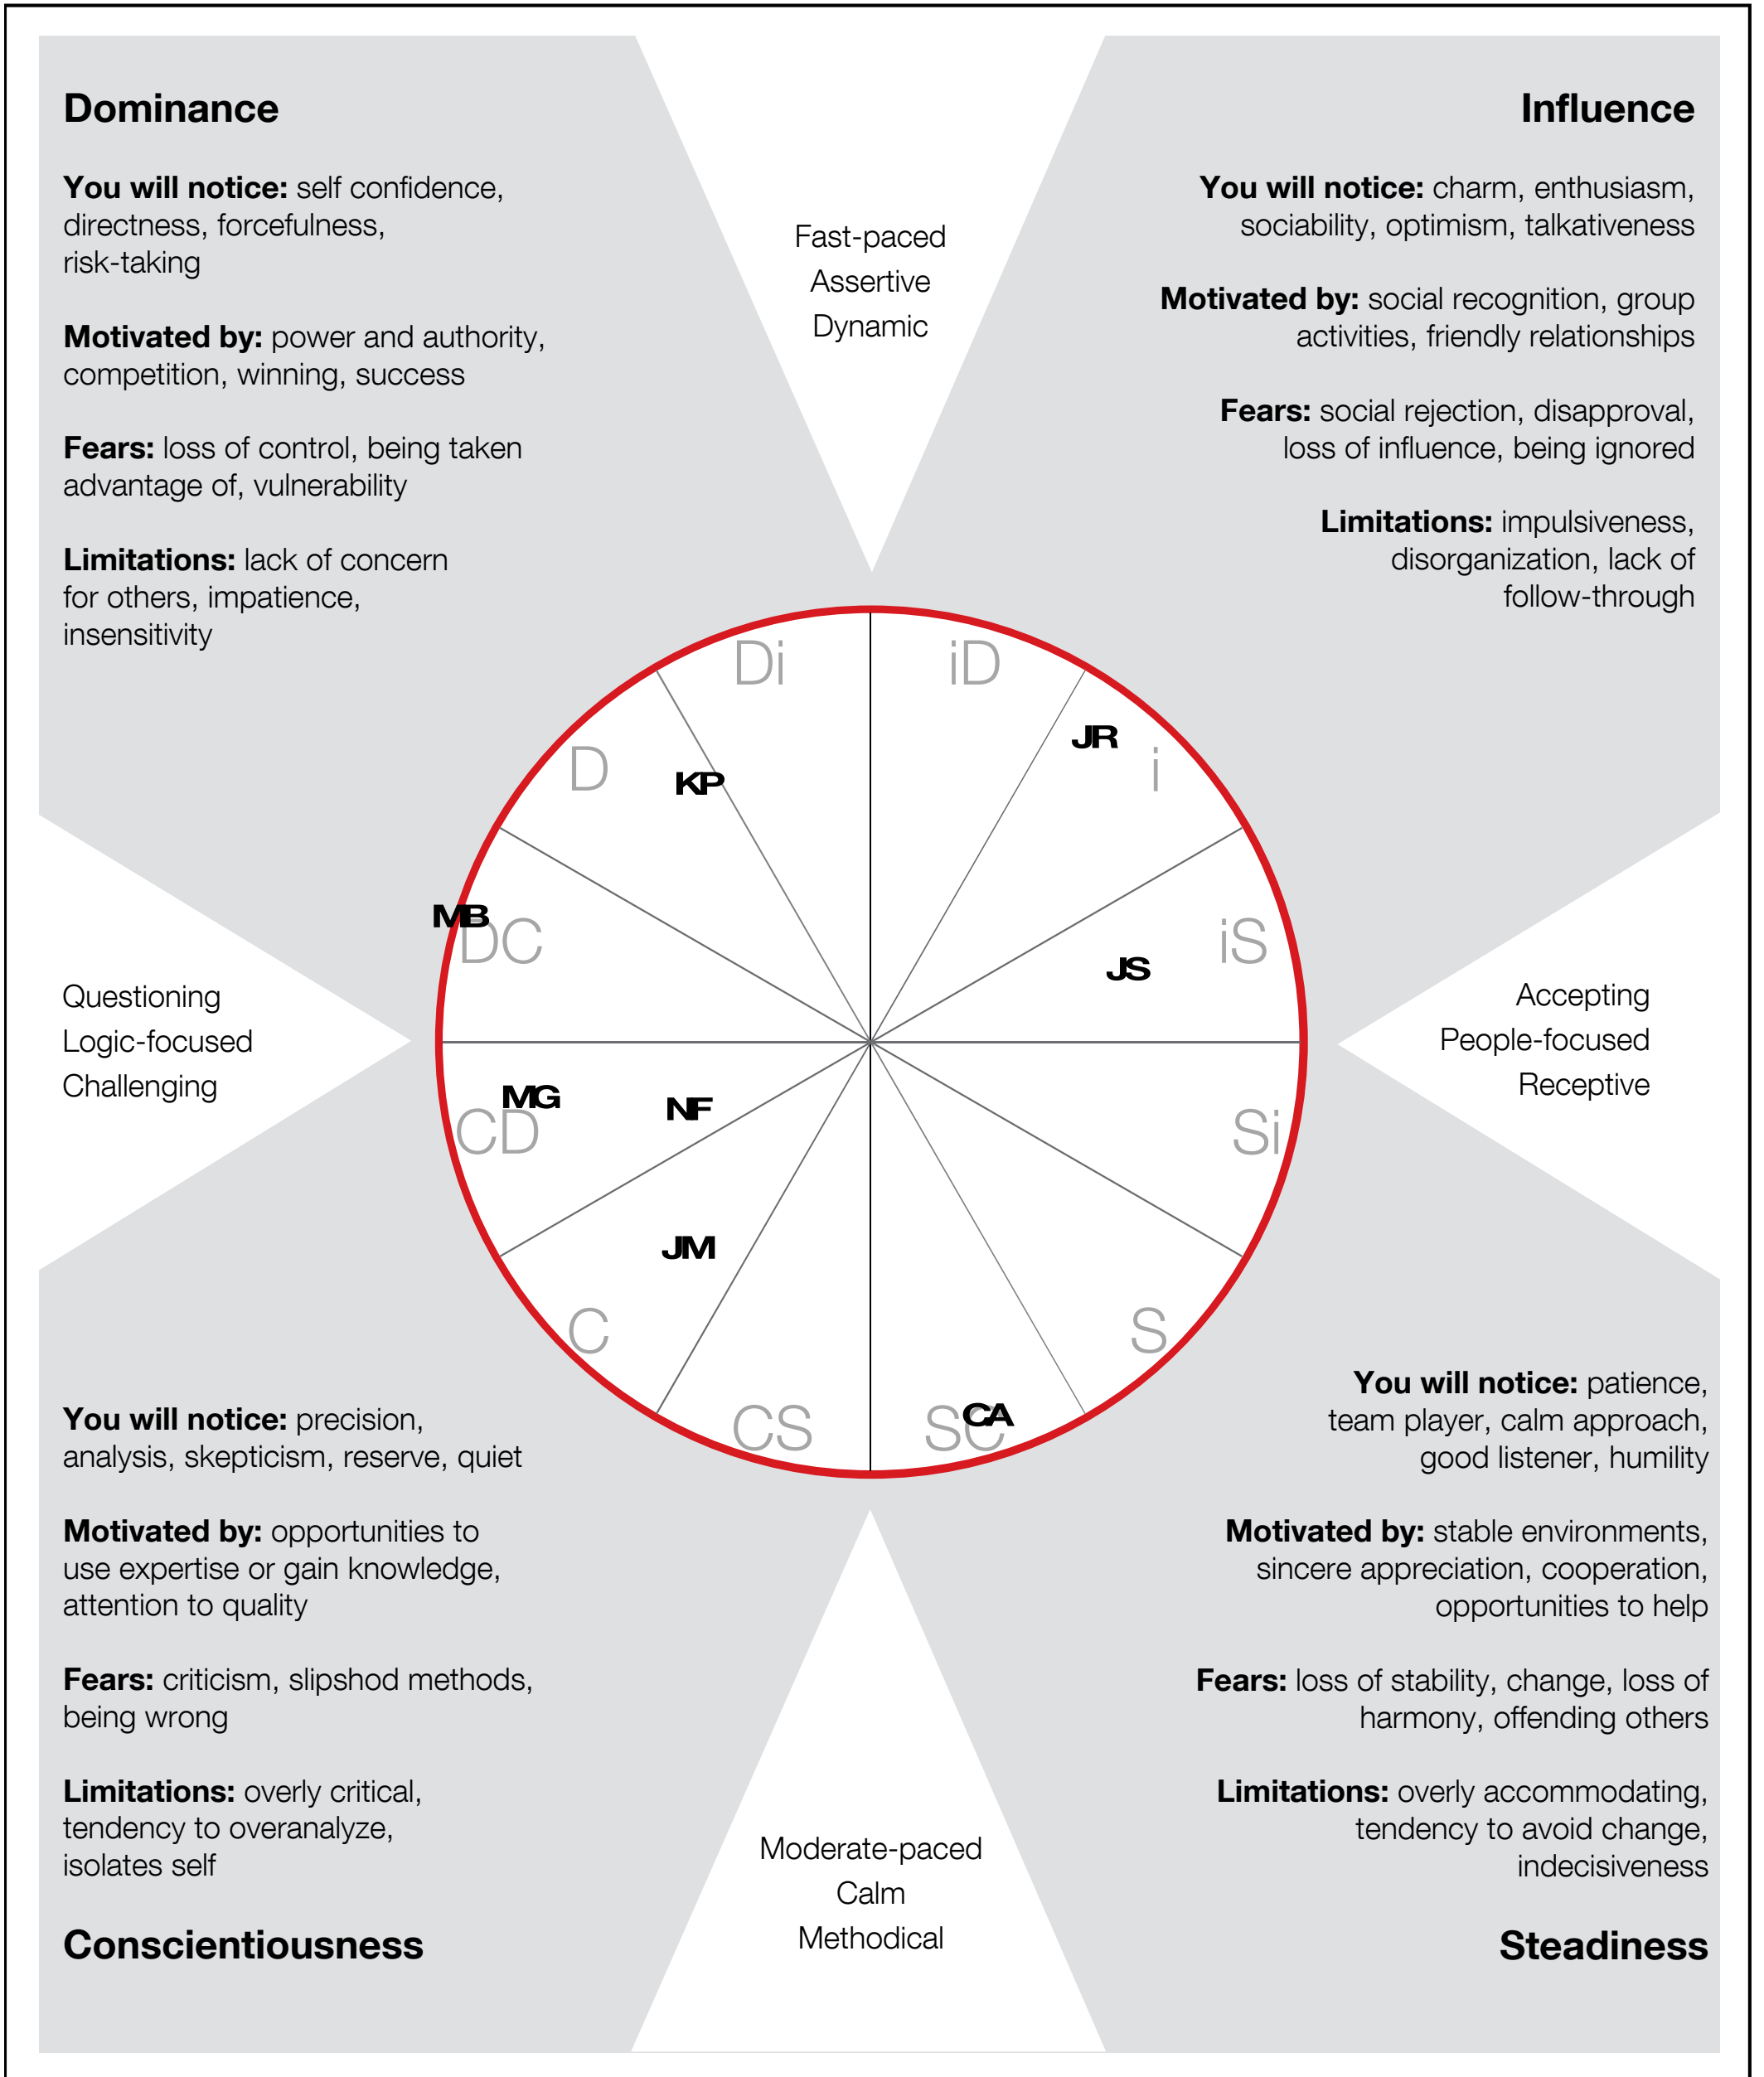 Dominance
You will notice: self confidence,
directness, forcefulness,
risk-taking
Motivated by: power and authority,
competition, winning, success
Fears: loss of control, being taken
advantage of, vulnerability
Limitations: lack of concern
for others, impatience,
insensitivity
Fast-paced
Assertive
Dynamic
Influence
You will notice: charm, enthusiasm,
sociability, optimism, talkativeness
Motivated by: social recognition, group
activities, friendly relationships
Fears: social rejection, disapproval,
loss of influence, being ignored
Limitations: impulsiveness,
disorganization, lack of
follow-through
Di
iD
D
KP
JR
i
MB
DC
JS
iS
Questioning
Logic-focused
Challenging
Accepting
People-focused
Receptive
MG
CD
NF
Si
JM
C
S
CS
SC
CA
You will notice: precision,
analysis, skepticism, reserve, quiet
Motivated by: opportunities to
use expertise or gain knowledge,
attention to quality
Fears: criticism, slipshod methods,
being wrong
Limitations: overly critical,
tendency to overanalyze,
isolates self
Conscientiousness
Moderate-paced
Calm
Methodical
You will notice: patience,
team player, calm approach,
good listener, humility
Motivated by: stable environments,
sincere appreciation, cooperation,
opportunities to help
Fears: loss of stability, change, loss of
harmony, offending others
Limitations: overly accommodating,
tendency to avoid change,
indecisiveness
Steadiness